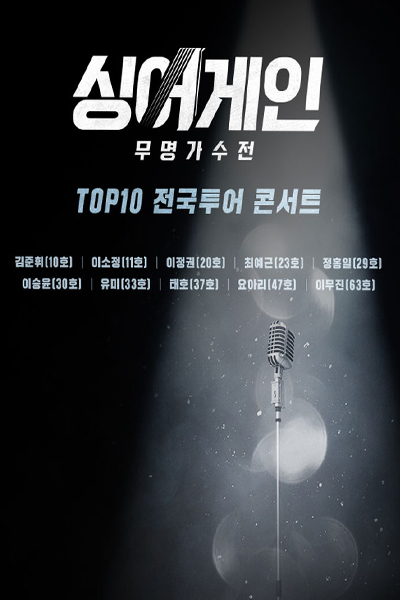 싱어게인
무명가수전
TOP10 전국투어 콘서트
김준휘(10호) | 이소정(11호) | 이정권(20호) | 최예근(23호) | 정홍일(29호)
이승윤(30호) | 유미(33호) | 태호(37호) | 요아리(47호) | 이무진(63호)